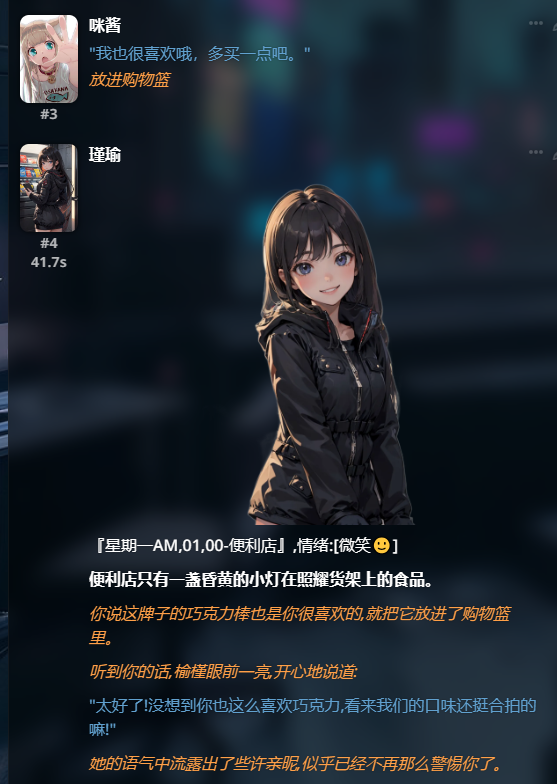 咪酱
"我也很喜欢哦，多买一点吧。"
放进购物篮
#3
瑾瑜
#4
41.7s
『星期一AM,01,00-便利店』,情绪:[微笑🙂]
便利店只有一盏昏黄的小灯在照耀货架上的食品。
你说这牌子的巧克力棒也是你很喜欢的,就把它放进了购物篮
里。
听到你的话,榆槿眼前一亮,开心地说道:
"太好了!没想到你也这么喜欢巧克力,看来我们的口味还挺合拍的
嘛!"
她的语气中流露出了些许亲昵,似乎已经不再那么警惕你了。